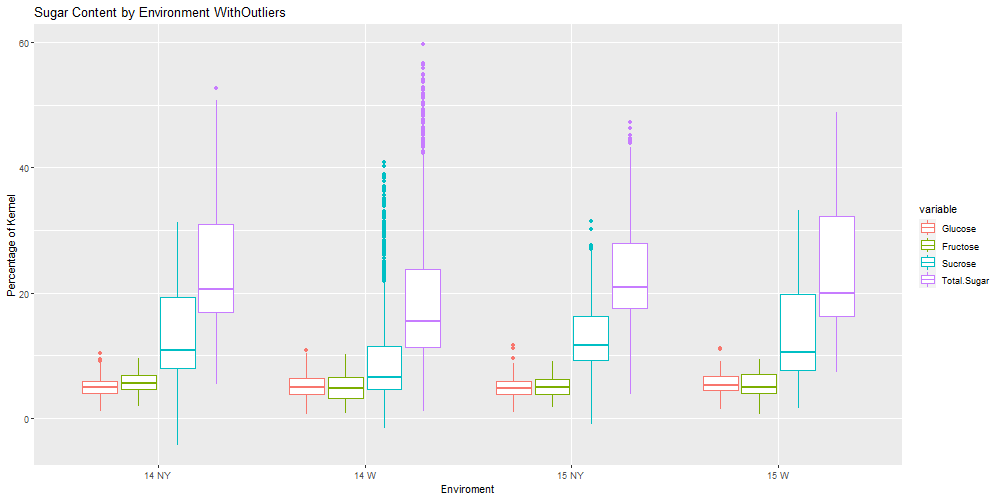 Sugar Content by Environment WithOutliers
60
40
20
0
Percentage of Kernel
14 NY
14 W
15 NY
15 W
Enviroment
variable
Glucose
Fructose
Sucrose
Total.Sugar